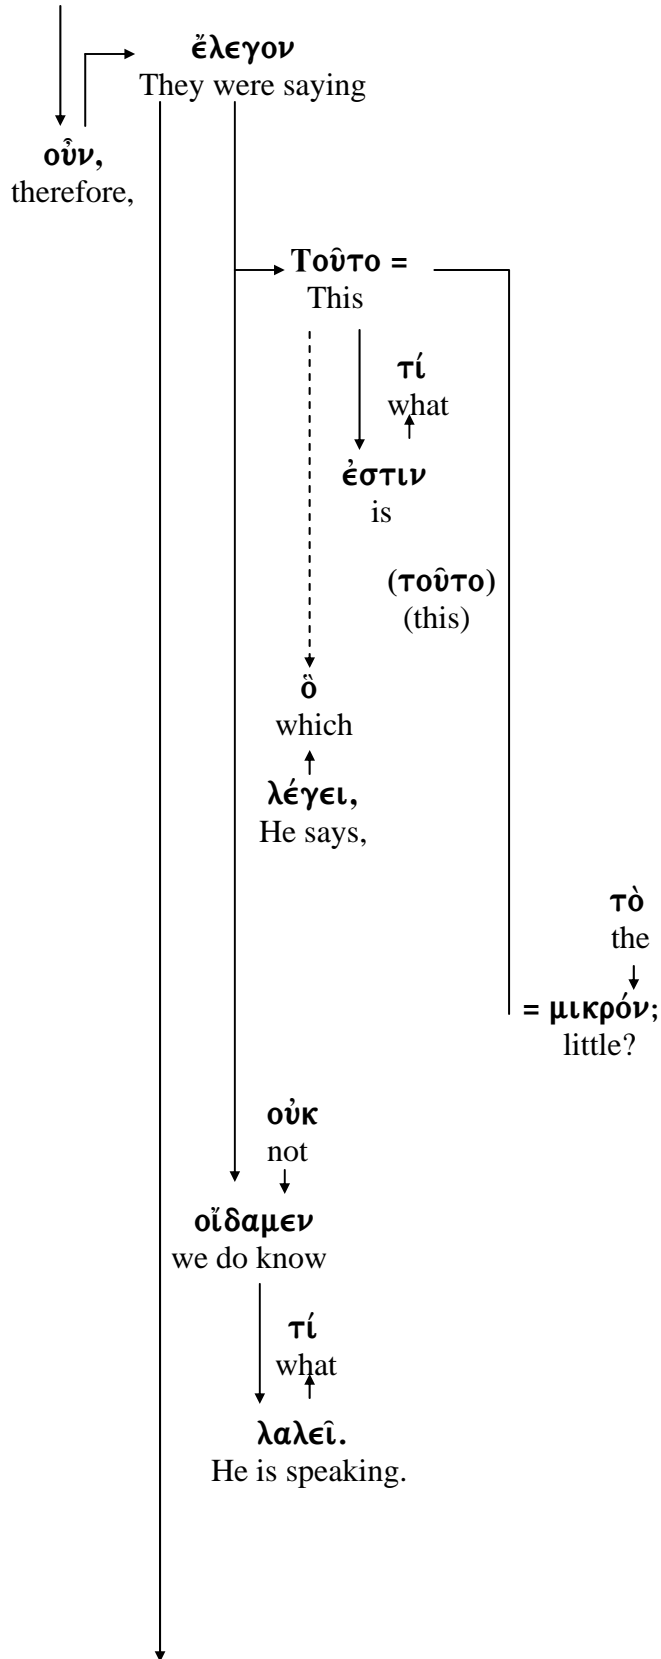 ἔλεγον
They were saying
οὖν,
therefore,
Τοῦτο =
This
τί
what
ἐστιν
is
(τοῦτο)
(this)
ὃ
which
λέγει,
He says,
τὸ
the
= μικρόν;
little?
οὐκ
not
οἴδαμεν
we do know
τί
what
λαλεῖ.
He is speaking.